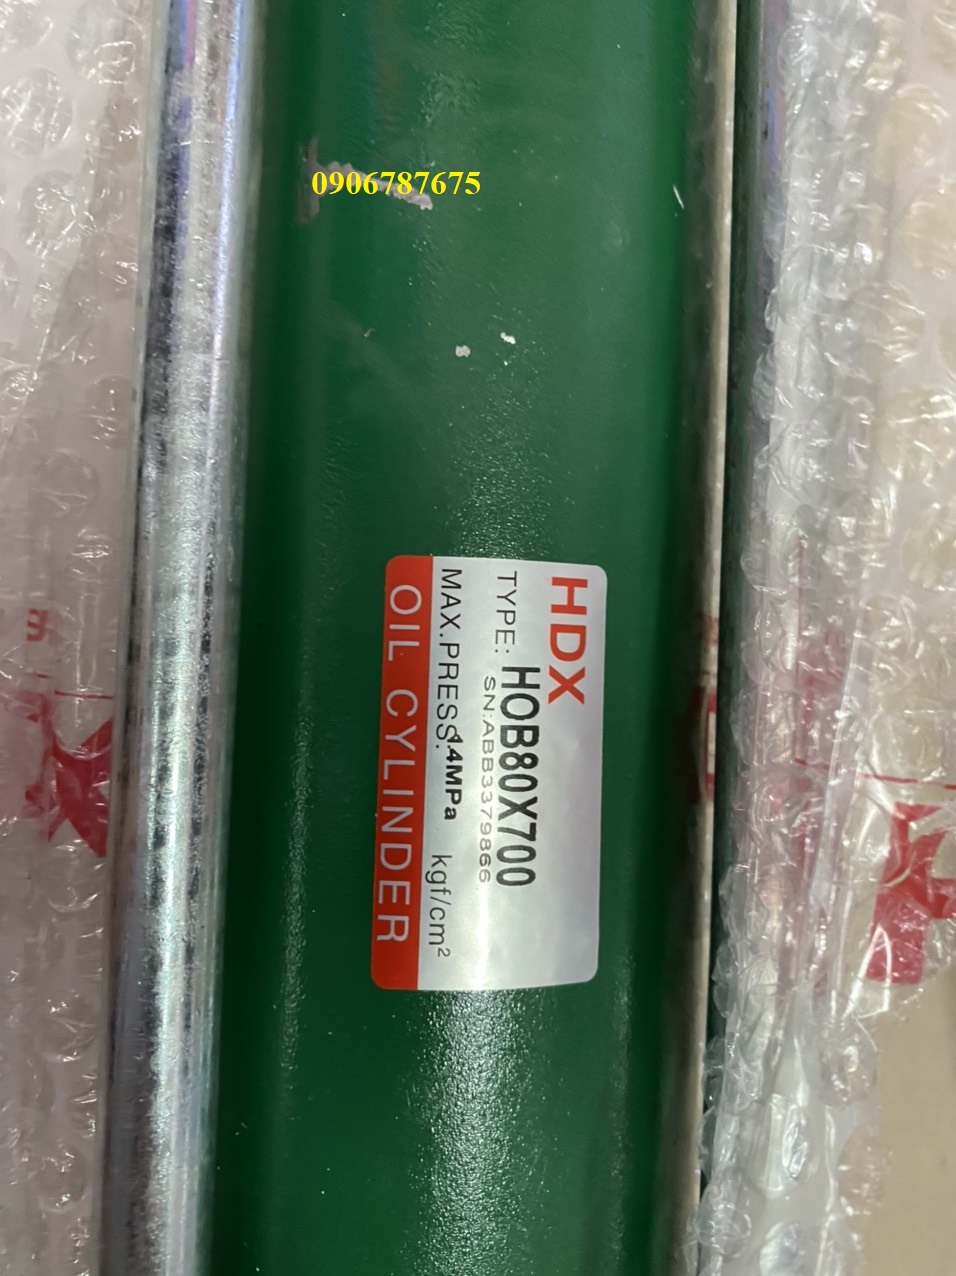 0906787675
HDX
TYPE: HOB80X700
SN:ABB3379866
MAX.PRESS: 14MPa kgf/cm²
OIL CYLINDER